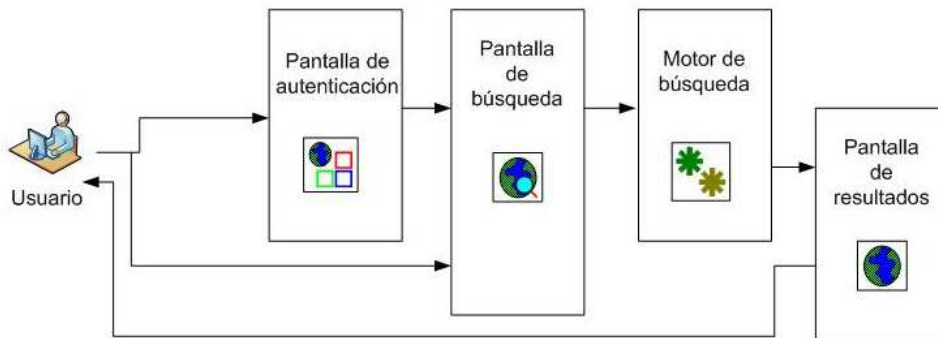 Pantalla de
autenticación
Pantalla
de
búsqueda
Motor de
búsqueda
Pantalla
de
resultados
Usuario